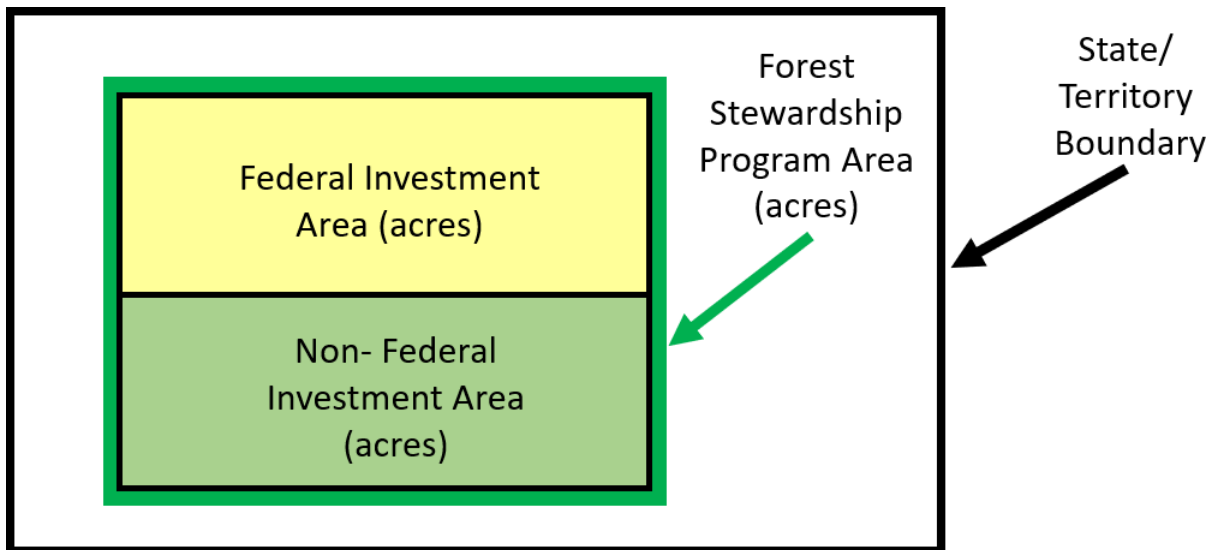 Federal Investment
Area (acres)
Non- Federal
Investment Area
(acres)
Forest
Stewardship
Program Area
(acres)
State/
Territory
Boundary